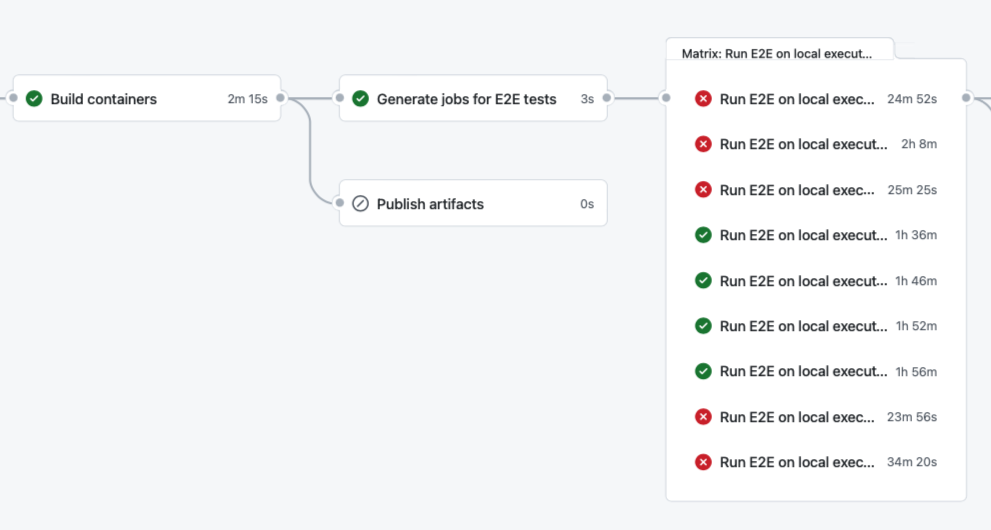 Matrix: Run E2E on local execut...
Build containers 2m 15s
Generate jobs for E2E tests 3s
Publish artifacts 0s
Run E2E on local exec... 24m 52s
Run E2E on local execut... 2h 8m
Run E2E on local exec... 25m 25s
Run E2E on local execut... 1h 36m
Run E2E on local execut... 1h 46m
Run E2E on local execut... 1h 52m
Run E2E on local execut... 1h 56m
Run E2E on local exec... 23m 56s
Run E2E on local exec... 34m 20s